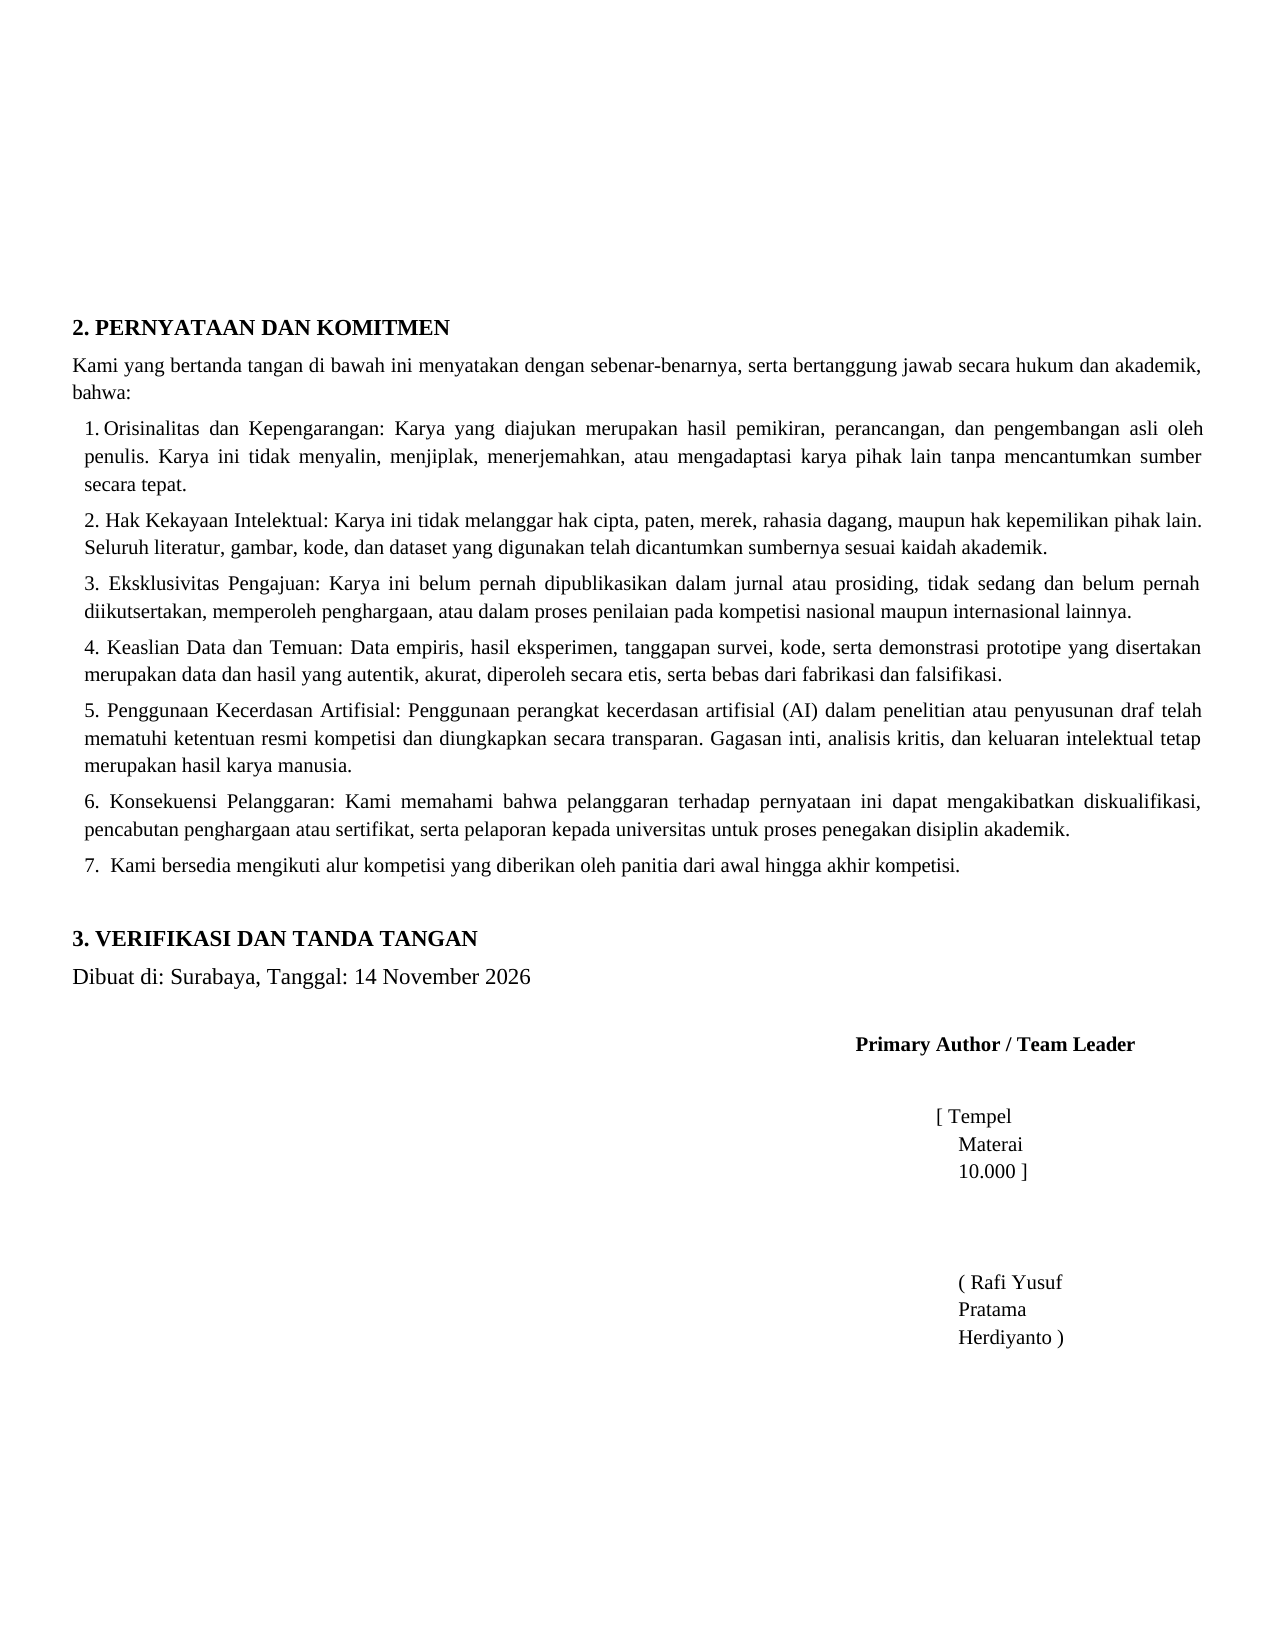 2. PERNYATAAN DAN KOMITMEN
Kami yang bertanda tangan di bawah ini menyatakan dengan sebenar-benarnya, serta bertanggung jawab secara hukum dan akademik,
bahwa:
1. Orisinalitas dan Kepengarangan: Karya yang diajukan merupakan hasil pemikiran, perancangan, dan pengembangan asli oleh
penulis. Karya ini tidak menyalin, menjiplak, menerjemahkan, atau mengadaptasi karya pihak lain tanpa mencantumkan sumber
secara tepat.
2. Hak Kekayaan Intelektual: Karya ini tidak melanggar hak cipta, paten, merek, rahasia dagang, maupun hak kepemilikan pihak lain.
Seluruh literatur, gambar, kode, dan dataset yang digunakan telah dicantumkan sumbernya sesuai kaidah akademik.
3. Eksklusivitas Pengajuan: Karya ini belum pernah dipublikasikan dalam jurnal atau prosiding, tidak sedang dan belum pernah
diikutsertakan, memperoleh penghargaan, atau dalam proses penilaian pada kompetisi nasional maupun internasional lainnya.
4. Keaslian Data dan Temuan: Data empiris, hasil eksperimen, tanggapan survei, kode, serta demonstrasi prototipe yang disertakan
merupakan data dan hasil yang autentik, akurat, diperoleh secara etis, serta bebas dari fabrikasi dan falsifikasi.
5. Penggunaan Kecerdasan Artifisial: Penggunaan perangkat kecerdasan artifisial (AI) dalam penelitian atau penyusunan draf telah
mematuhi ketentuan resmi kompetisi dan diungkapkan secara transparan. Gagasan inti, analisis kritis, dan keluaran intelektual tetap
merupakan hasil karya manusia.
6. Konsekuensi Pelanggaran: Kami memahami bahwa pelanggaran terhadap pernyataan ini dapat mengakibatkan diskualifikasi,
pencabutan penghargaan atau sertifikat, serta pelaporan kepada universitas untuk proses penegakan disiplin akademik.
7. Kami bersedia mengikuti alur kompetisi yang diberikan oleh panitia dari awal hingga akhir kompetisi.
3. VERIFIKASI DAN TANDA TANGAN
Dibuat di: Surabaya, Tanggal: 14 November 2026
Primary Author / Team Leader
[ Tempel
Materai
10.000 ]
( Rafi Yusuf
Pratama
Herdiyanto )